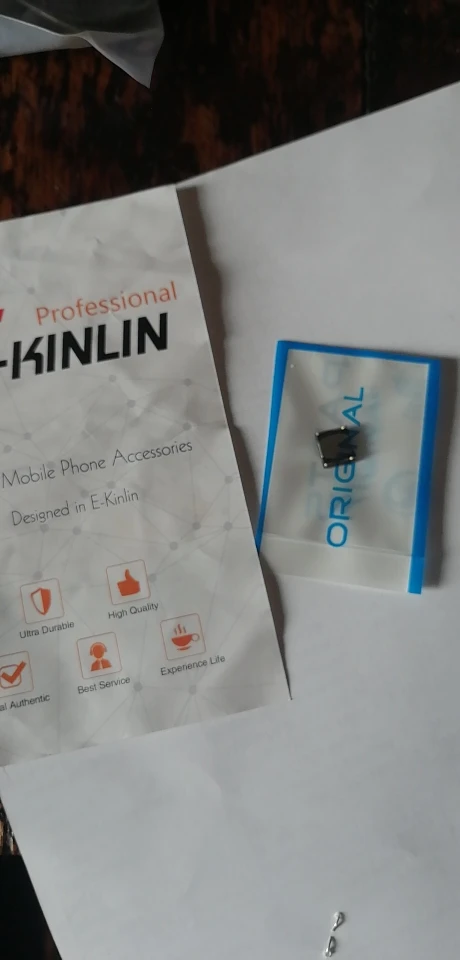 Professional
-KINLIN
Mobile Phone Accessories
Designed in E-Kinlin
Ultra Durable
High Quality
al Authentic
Best Service
Experience Life
ORIGINAL